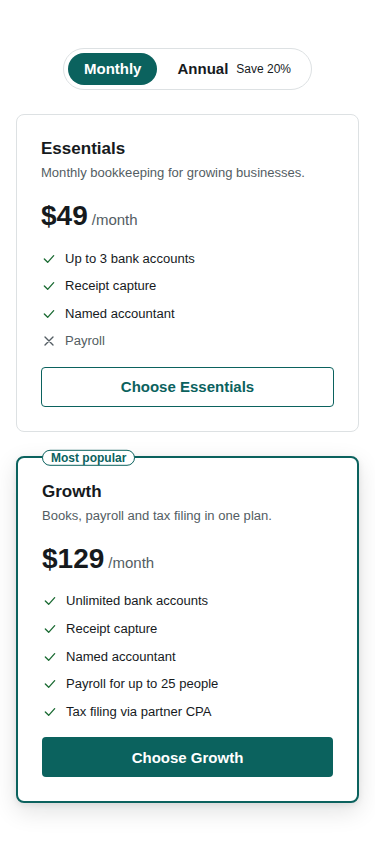 Monthly Annual Save 20%
Essentials
Monthly bookkeeping for growing businesses.
$49 /month
Up to 3 bank accounts
Receipt capture
Named accountant
Payroll
Choose Essentials
Most popular
Growth
Books, payroll and tax filing in one plan.
$129 /month
Unlimited bank accounts
Receipt capture
Named accountant
Payroll for up to 25 people
Tax filing via partner CPA
Choose Growth